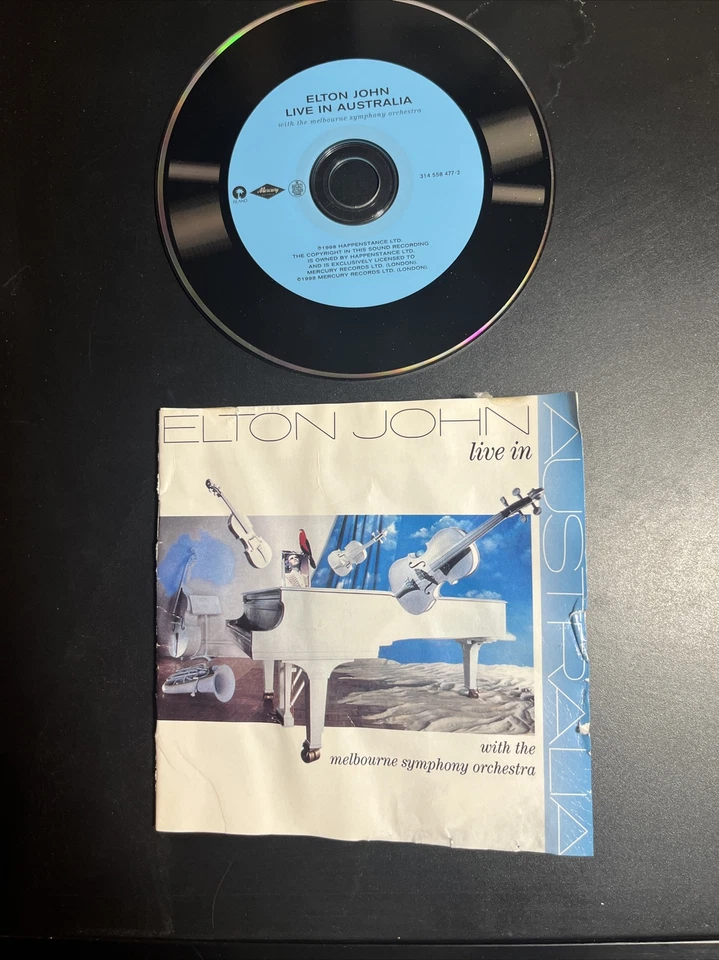 ELTON JOHN
LIVE IN AUSTRALIA
with the melbourne symphony orchestra
ISLAND
Mercury
314 558 477-2
℗1998 HAPPENSTANCE LTD.
THE COPYRIGHT IN THIS SOUND RECORDING
IS OWNED BY HAPPENSTANCE LTD.
AND IS EXCLUSIVELY LICENSED TO
MERCURY RECORDS LTD. (LONDON).
©1998 MERCURY RECORDS LTD. (LONDON).
ELTON JOHN
live in
AUSTRALIA
with the
melbourne symphony orchestra